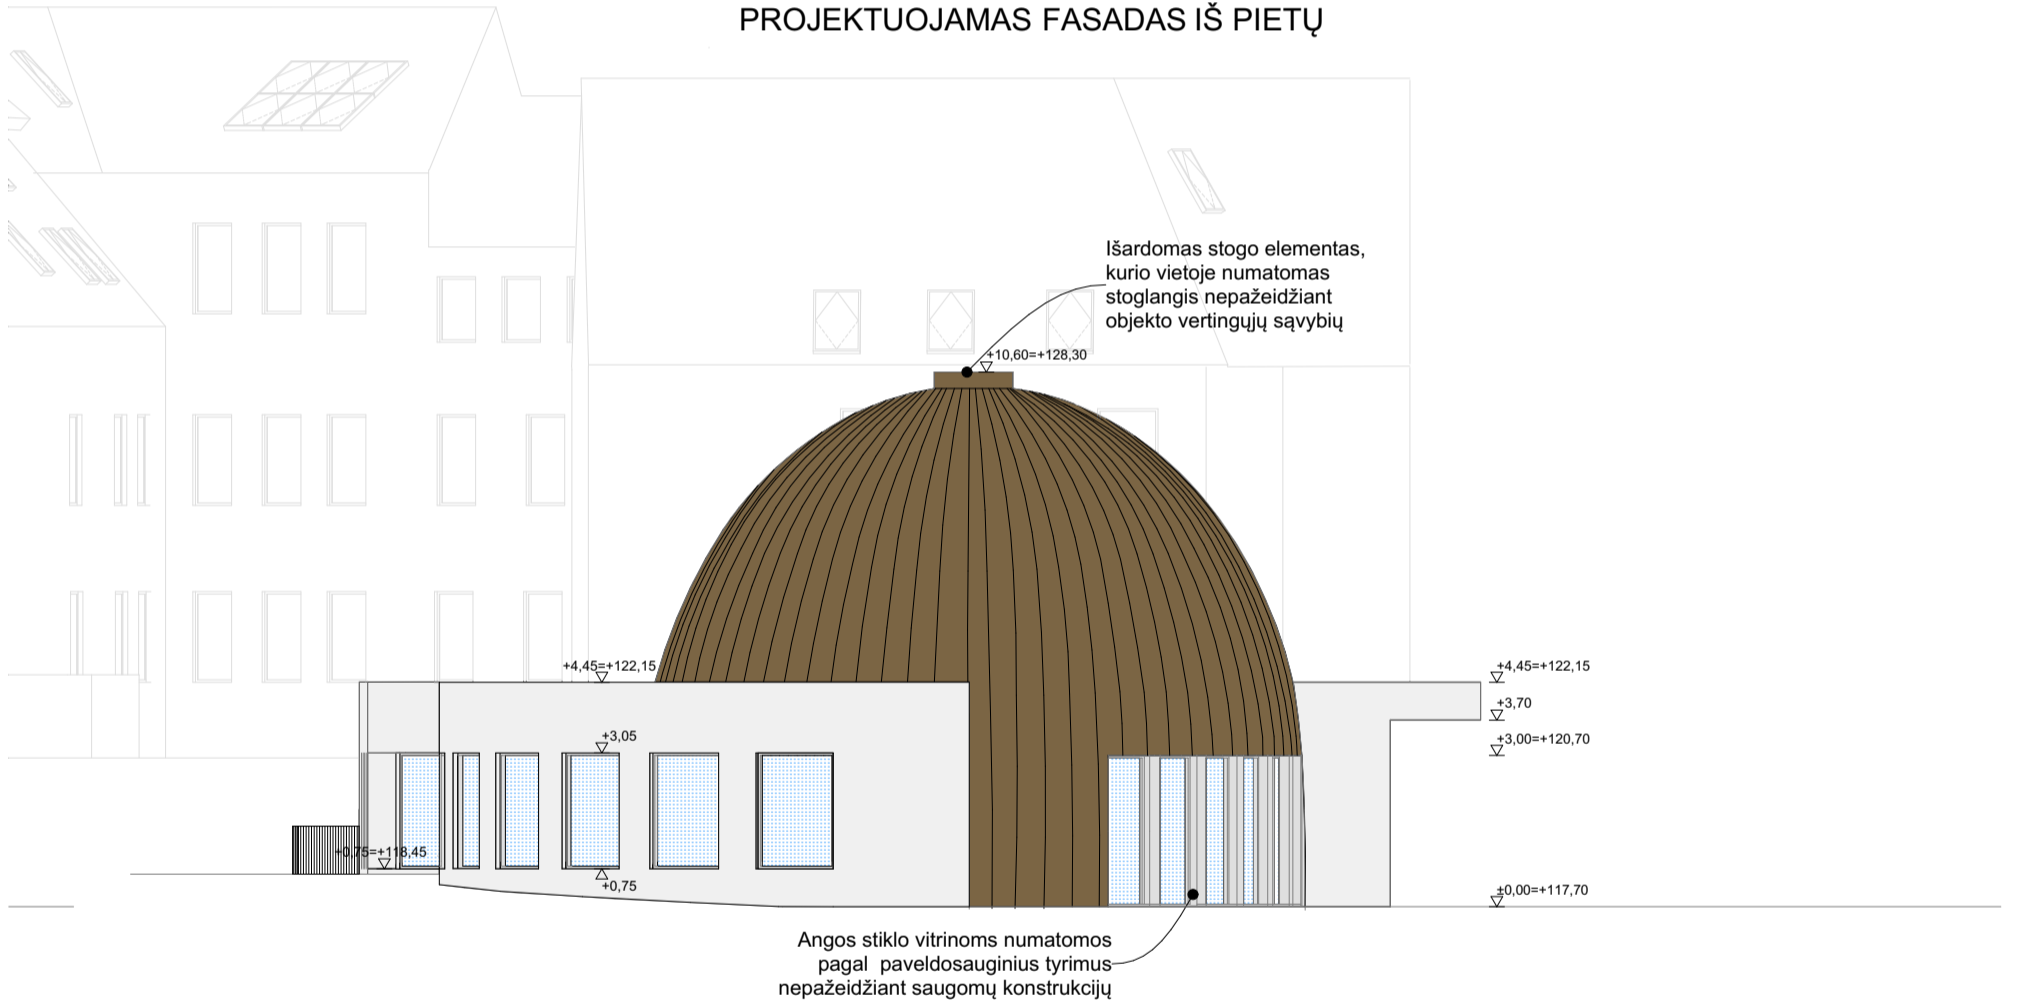 PROJEKTUOJAMAS FASADAS IŠ PIETŲ
Išardomas stogo elementas,
kurio vietoje numatomas
stoglangis nepažeidžiant
objekto vertingųjų sąvybių
+10,60=+128,30
+4,45=+122,15
+4,45=+122,15
+3,70
+3,05
+3,00=+120,70
+0,75=+118,45
+0,75
±0,00=+117,70
Angos stiklo vitrinoms numatomos
pagal paveldosauginius tyrimus
nepažeidžiant saugomų konstrukcijų